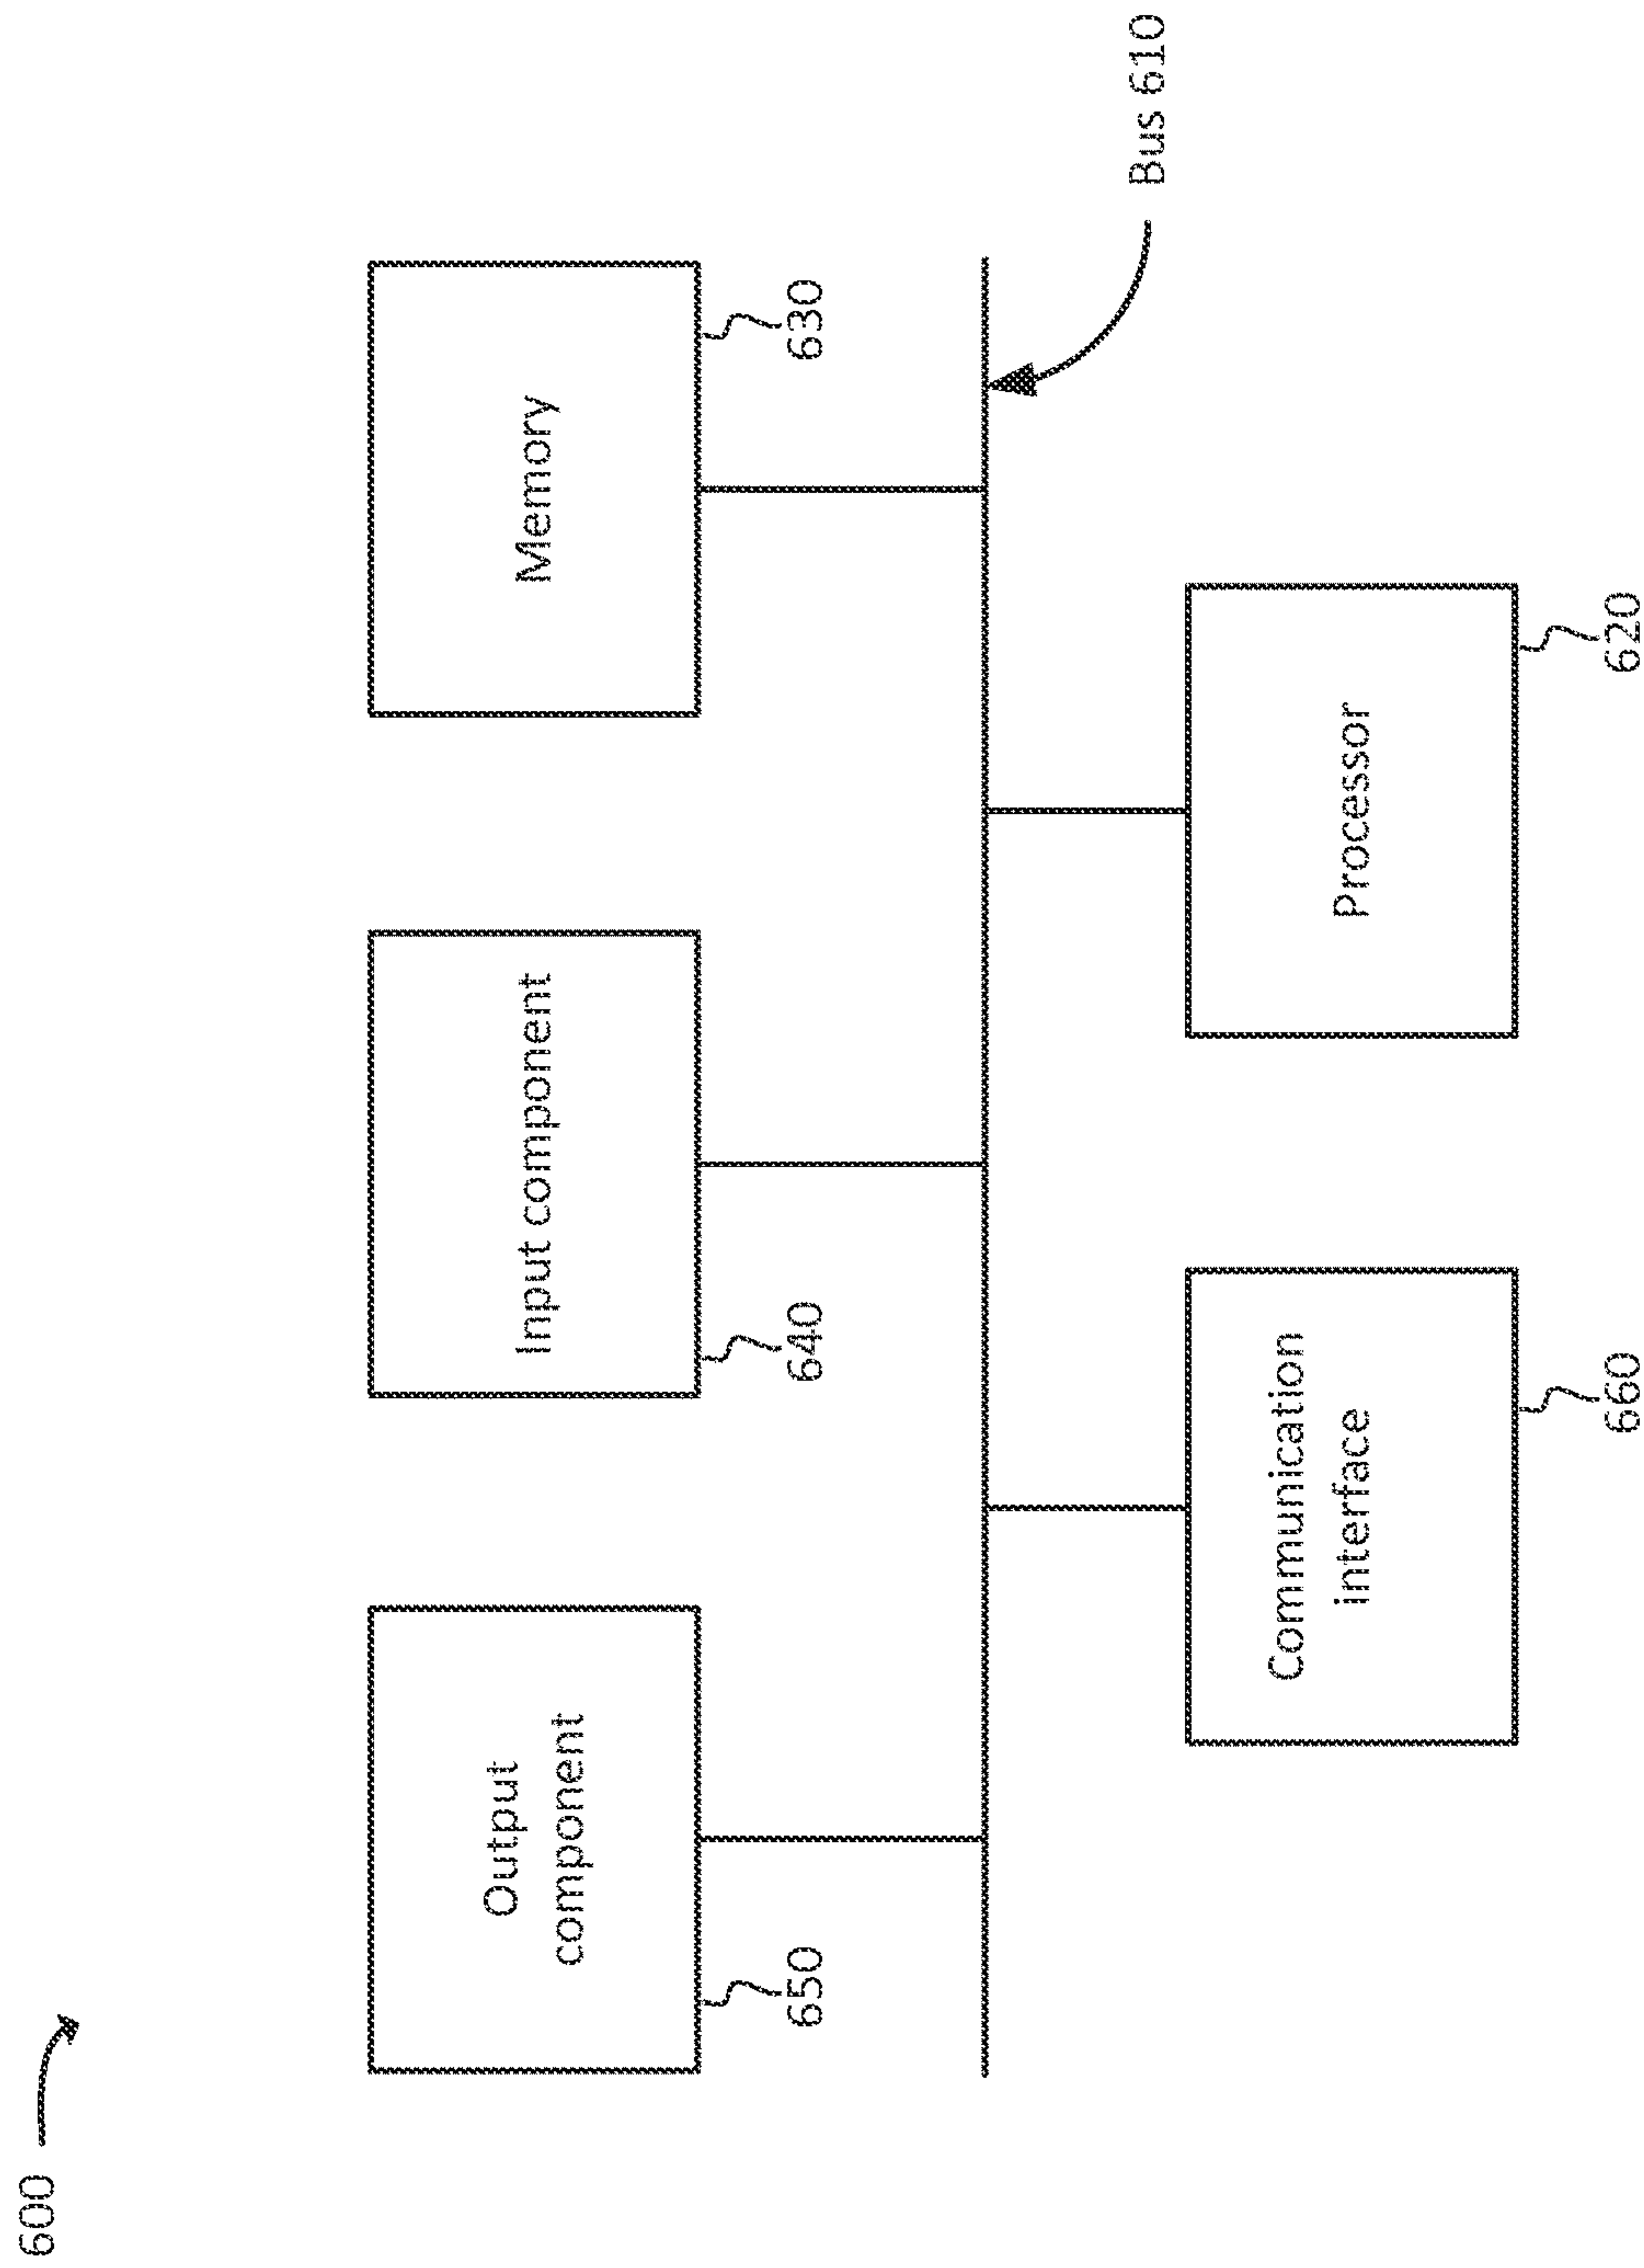 600
Output
component
650
Input component
640
Memory
630
Bus 610
Communication
interface
660
Processor
620